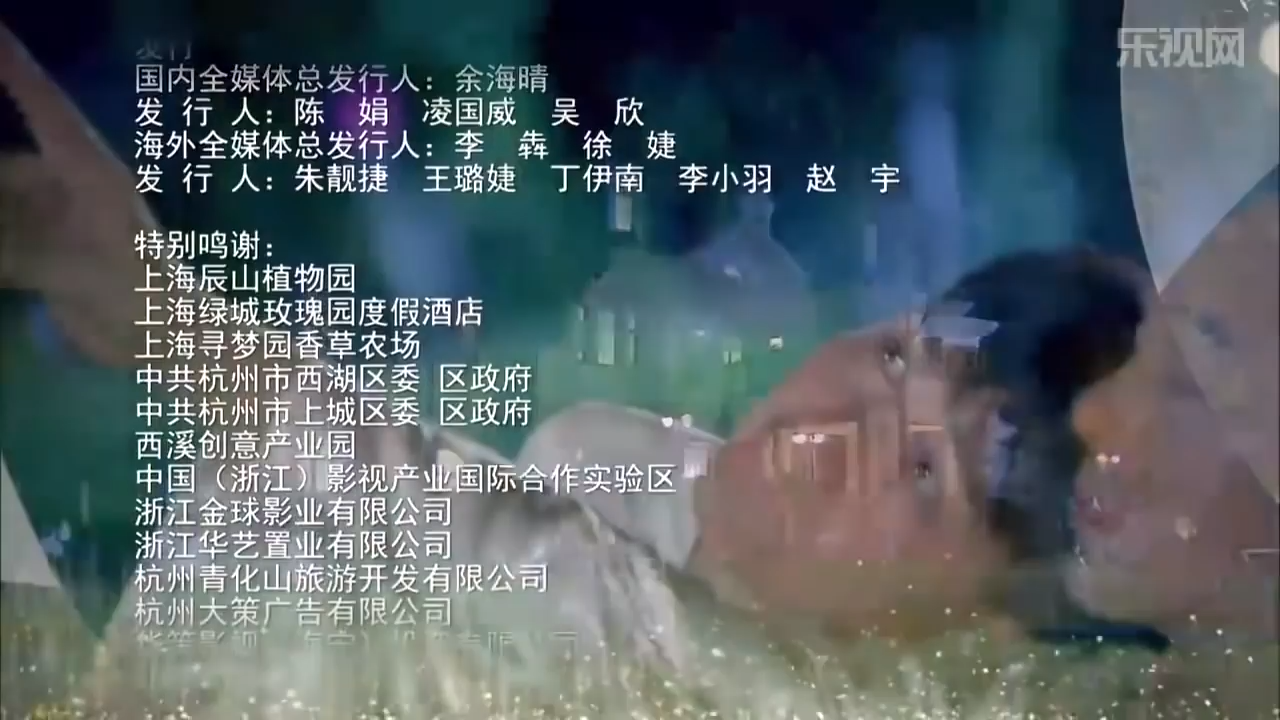 乐视网
发行
国内全媒体总发行人：余海晴
发 行 人：陈 娟 凌国威 吴 欣
海外全媒体总发行人：李 犇 徐 婕
发 行 人：朱靓捷 王璐婕 丁伊南 李小羽 赵 宇
特别鸣谢：
上海辰山植物园
上海绿城玫瑰园度假酒店
上海寻梦园香草农场
中共杭州市西湖区委 区政府
中共杭州市上城区委 区政府
西溪创意产业园
中国（浙江）影视产业国际合作实验区
浙江金球影业有限公司
浙江华艺置业有限公司
杭州青化山旅游开发有限公司
杭州大策广告有限公司